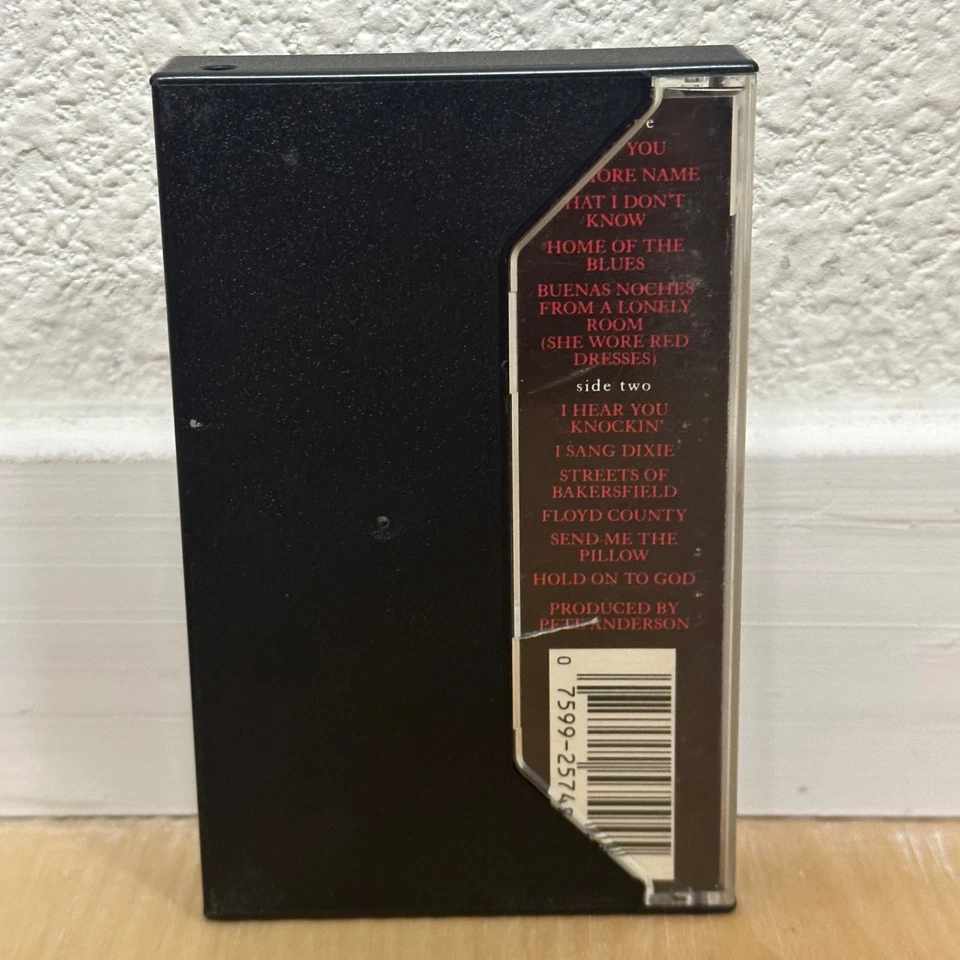 YOU
NAME
I DON'T
KNOW
HOME OF THE
BLUES
BUENAS NOCHES
FROM A LONELY
ROOM
(SHE WORE RED
DRESSES)
side two
I HEAR YOU
KNOCKIN'
I SANG DIXIE
STREETS OF
BAKERSFIELD
FLOYD COUNTY
SEND ME THE
PILLOW
HOLD ON TO GOD
PRODUCED BY
PETE ANDERSON
0 7599-2574